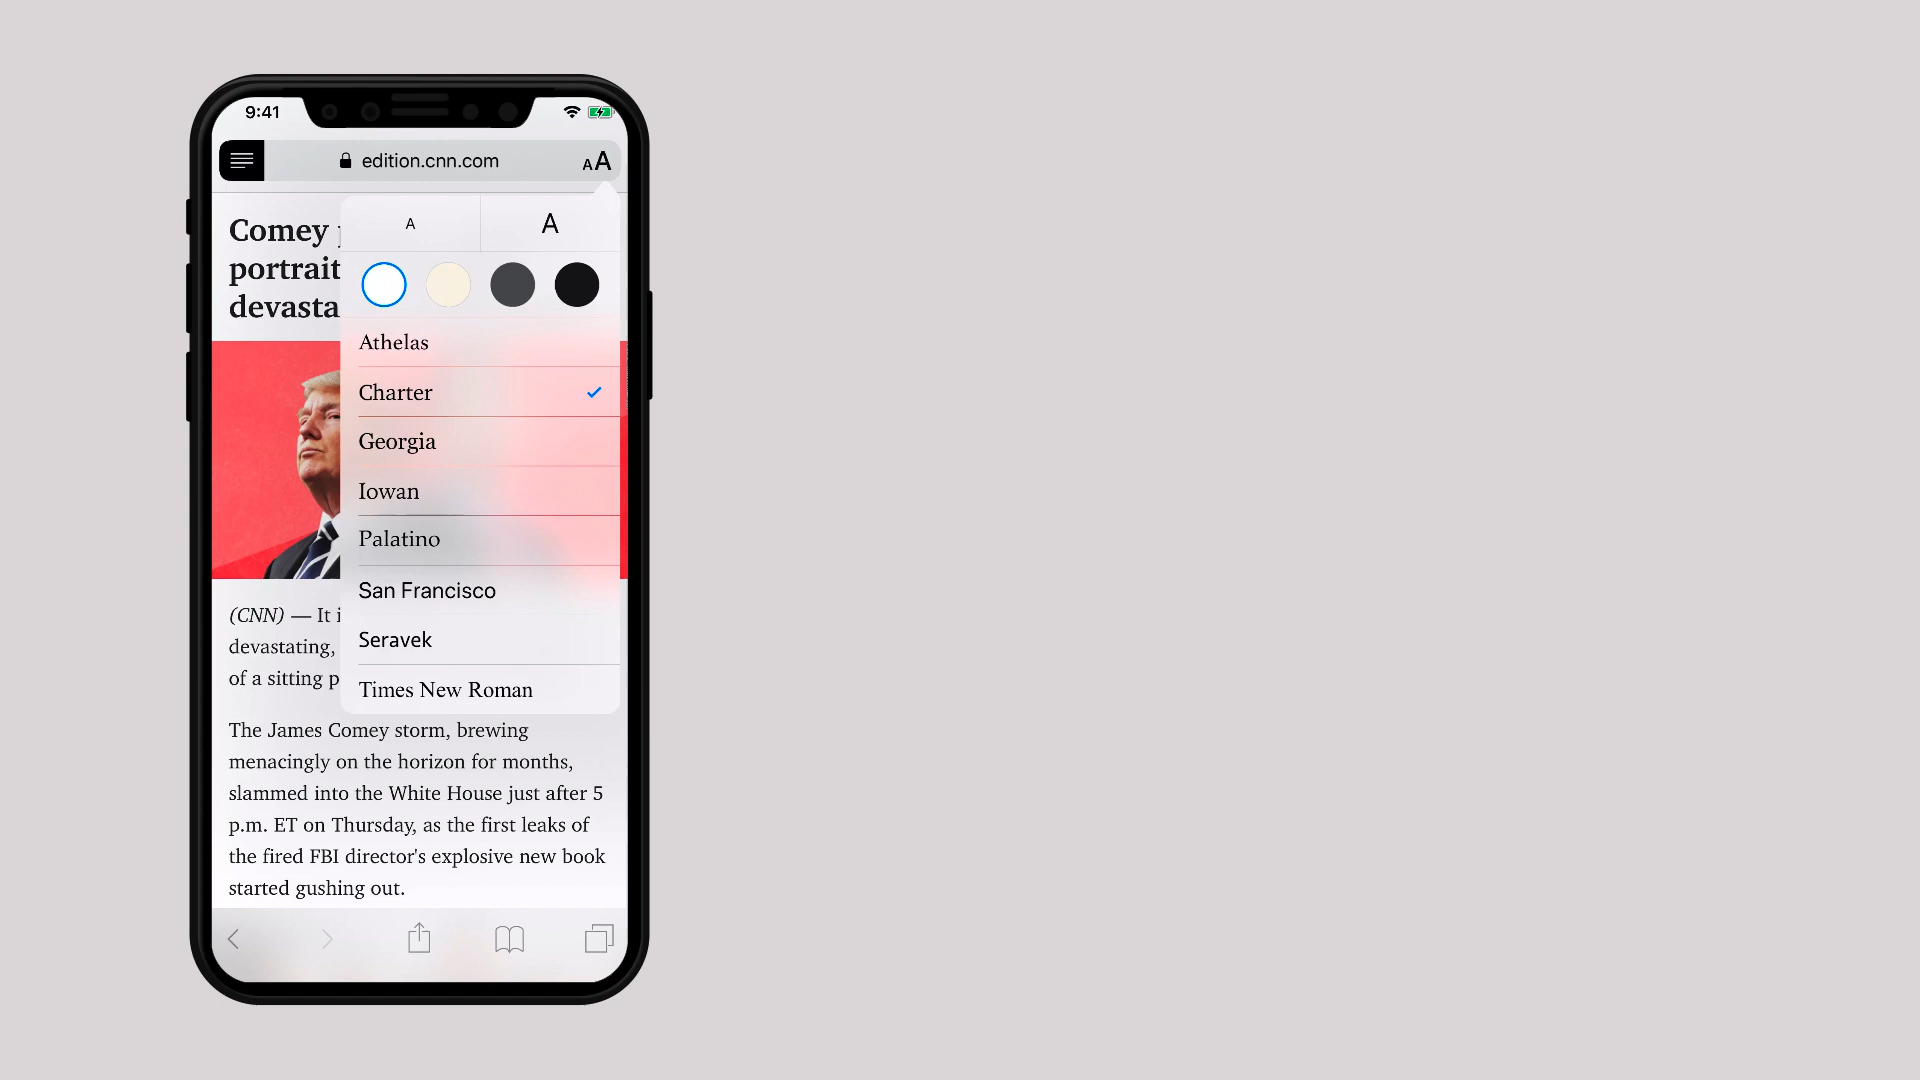 9:41
edition.cnn.com
AA
Comey
portrait
devasta
A
A
Athelas
Charter
Georgia
Iowan
Palatino
San Francisco
Seravek
Times New Roman
(CNN) — It i
devastating,
of a sitting p
The James Comey storm, brewing
menacingly on the horizon for months,
slammed into the White House just after 5
p.m. ET on Thursday, as the first leaks of
the fired FBI director's explosive new book
started gushing out.